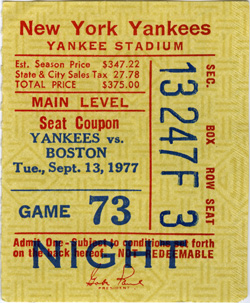 New York Yankees
YANKEE STADIUM
Est. Season Price $347.22
State & City Sales Tax 27.78
TOTAL PRICE $375.00
MAIN LEVEL
Seat Coupon
YANKEES vs.
BOSTON
Tue., Sept. 13, 1977
GAME 73
Admit One - Subject to conditions set forth
on the back hereof. NOT REDEEMABLE
NIGHT
PRESIDENT
SEC. BOX ROW SEAT
13 247 F 3